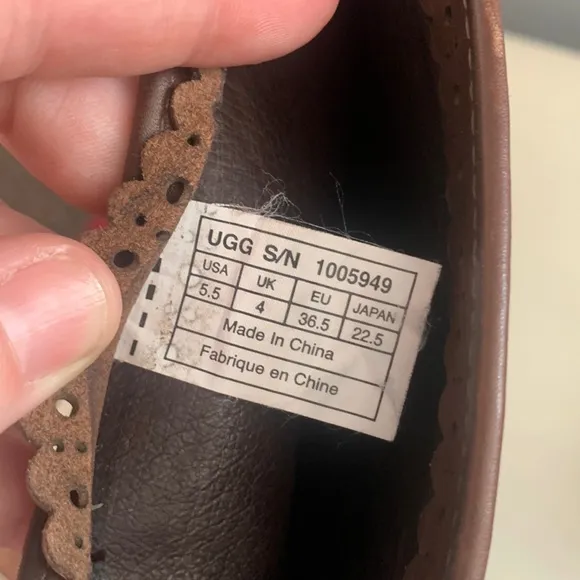 UGG S/N 1005949
USA UK EU JAPAN
5.5 4 36.5 22.5
Made In China
Fabrique en Chine